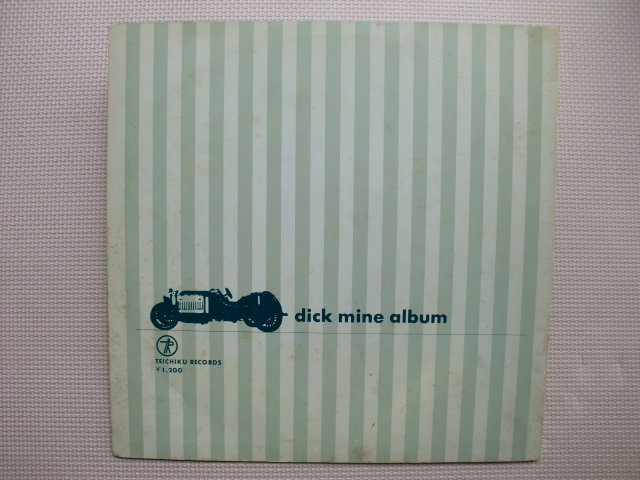 dick mine album
TEICHIKU RECORDS
¥1,200